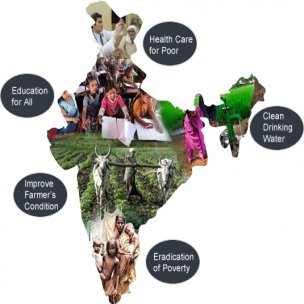 Health Care
for Poor
Education
for All
Clean
Drinking
Water
Improve
Farmer's
Condition
Eradication
of Poverty